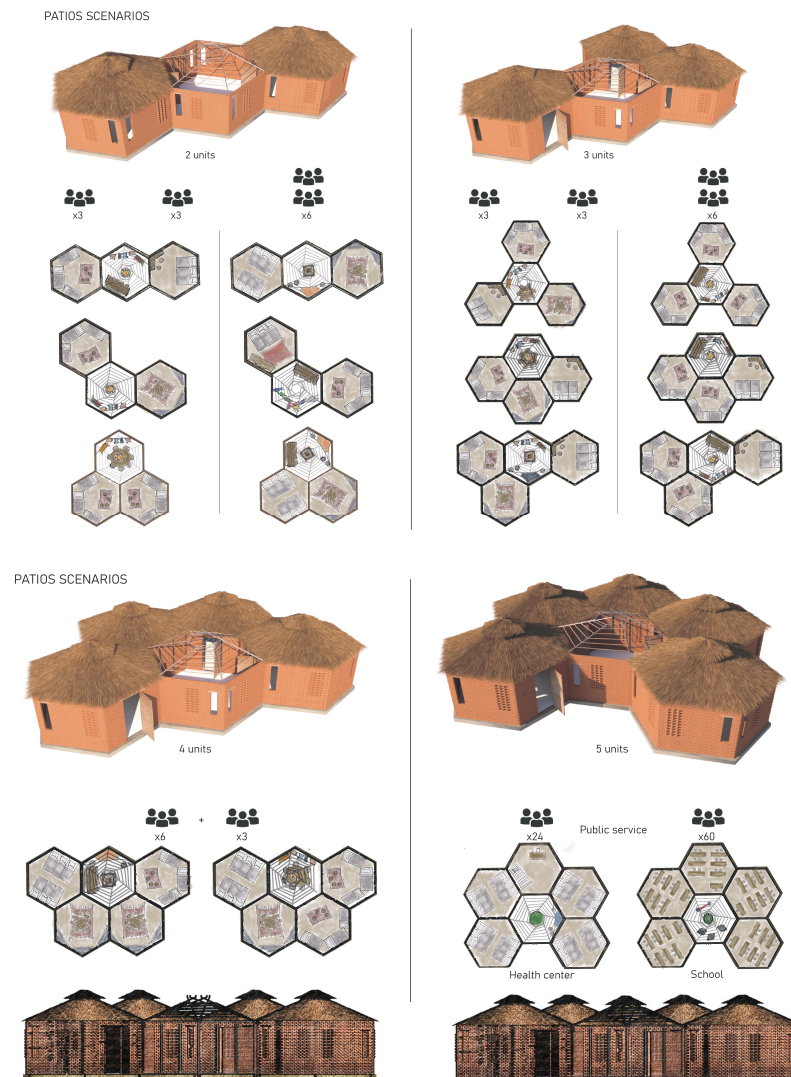 PATIOS SCENARIOS
2 units
x3
x3
x6
3 units
x3
x3
x6
PATIOS SCENARIOS
4 units
x6
+
x3
5 units
x24
Public service
x60
Health center
School